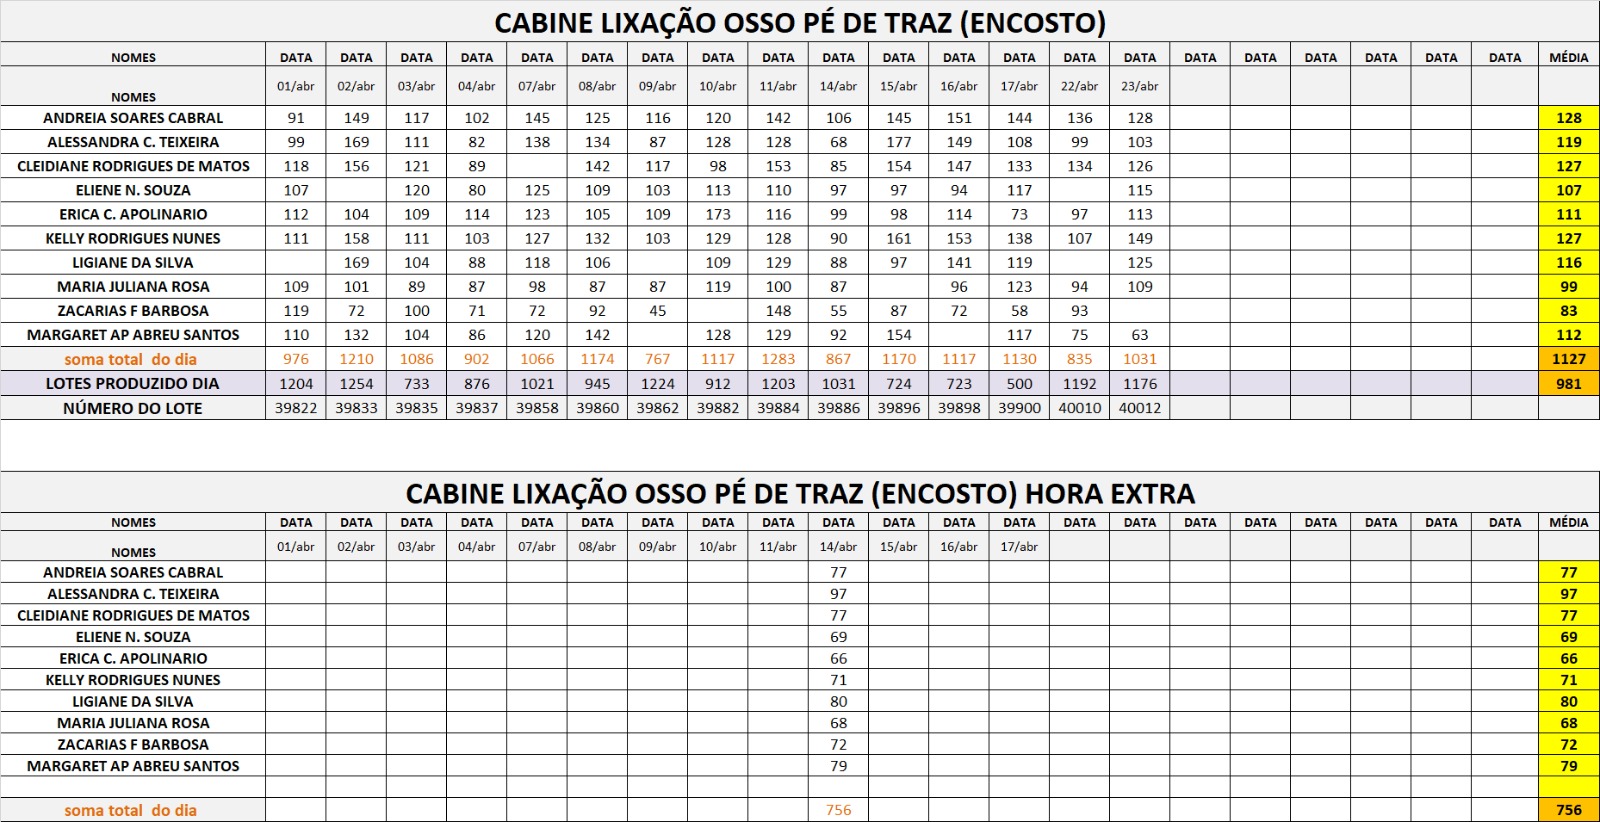 CABINE LIXAÇÃO OSSO PÉ DE TRAZ (ENCOSTO)
NOMES DATA DATA DATA DATA DATA DATA DATA DATA DATA DATA DATA DATA DATA DATA DATA DATA DATA DATA DATA DATA DATA MÉDIA
NOMES 01/abr 02/abr 03/abr 04/abr 07/abr 08/abr 09/abr 10/abr 11/abr 14/abr 15/abr 16/abr 17/abr 22/abr 23/abr
ANDREIA SOARES CABRAL 91 149 117 102 145 125 116 120 142 106 145 151 144 136 128 128
ALESSANDRA C. TEIXEIRA 99 169 111 82 138 134 87 128 128 68 177 149 108 99 103 119
CLEIDIANE RODRIGUES DE MATOS 118 156 121 89 142 117 98 153 85 154 147 133 134 126 127
ELIENE N. SOUZA 107 120 80 125 109 103 113 110 97 97 94 117 115 107
ERICA C. APOLINARIO 112 104 109 114 123 105 109 173 116 99 98 114 73 97 113 111
KELLY RODRIGUES NUNES 111 158 111 103 127 132 103 129 128 90 161 153 138 107 149 127
LIGIANE DA SILVA 169 104 88 118 106 109 129 88 97 141 119 125 116
MARIA JULIANA ROSA 109 101 89 87 98 87 87 119 100 87 96 123 94 109 99
ZACARIAS F BARBOSA 119 72 100 71 72 92 45 148 55 87 72 58 93 83
MARGARET AP ABREU SANTOS 110 132 104 86 120 142 128 129 92 154 117 75 63 112
soma total do dia 976 1210 1086 902 1066 1174 767 1117 1283 867 1170 1117 1130 835 1031 1127
LOTES PRODUZIDO DIA 1204 1254 733 876 1021 945 1224 912 1203 1031 724 723 500 1192 1176 981
NÚMERO DO LOTE 39822 39833 39835 39837 39858 39860 39862 39882 39884 39886 39896 39898 39900 40010 40012
CABINE LIXAÇÃO OSSO PÉ DE TRAZ (ENCOSTO) HORA EXTRA
NOMES DATA DATA DATA DATA DATA DATA DATA DATA DATA DATA DATA DATA DATA DATA DATA DATA DATA DATA DATA DATA DATA MÉDIA
NOMES 01/abr 02/abr 03/abr 04/abr 07/abr 08/abr 09/abr 10/abr 11/abr 14/abr 15/abr 16/abr 17/abr
ANDREIA SOARES CABRAL 77 77
ALESSANDRA C. TEIXEIRA 97 97
CLEIDIANE RODRIGUES DE MATOS 77 77
ELIENE N. SOUZA 69 69
ERICA C. APOLINARIO 66 66
KELLY RODRIGUES NUNES 71 71
LIGIANE DA SILVA 80 80
MARIA JULIANA ROSA 68 68
ZACARIAS F BARBOSA 72 72
MARGARET AP ABREU SANTOS 79 79
soma total do dia 756 756